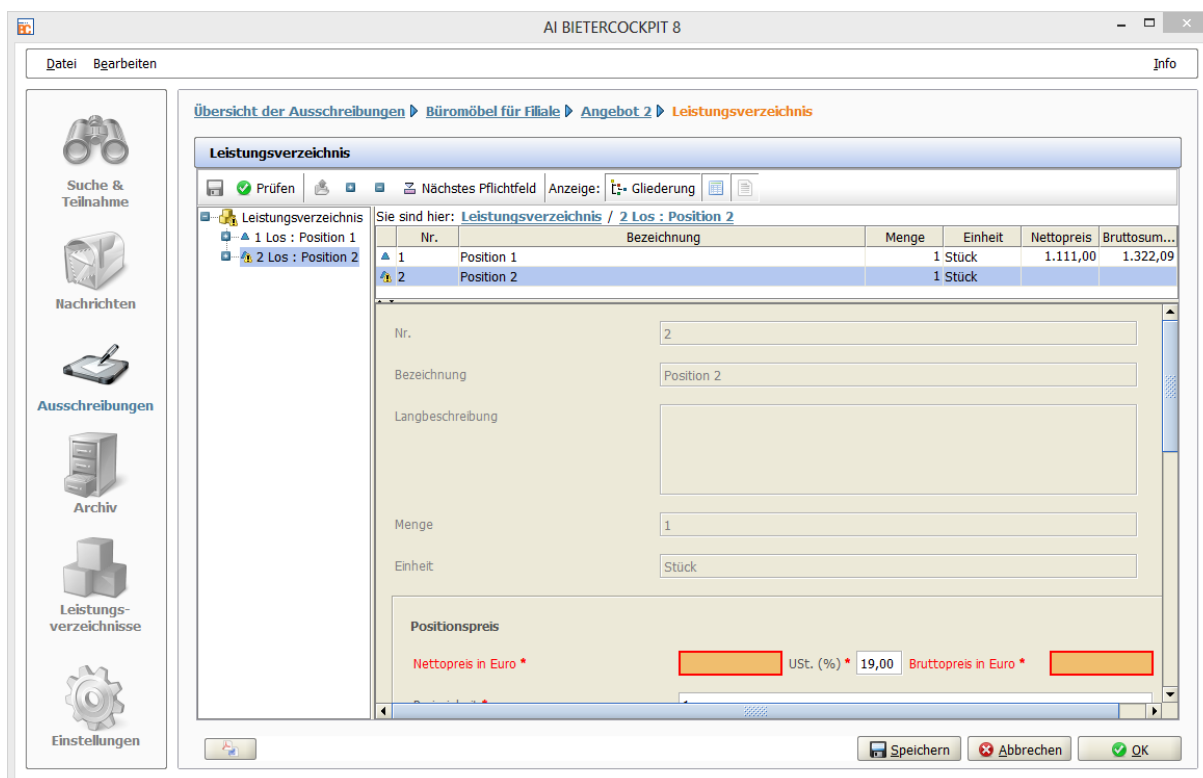 AI BIETERCOCKPIT 8
Datei Bearbeiten Info
Suche &
Teilnahme
Nachrichten
Ausschreibungen
Archiv
Leistungs-
verzeichnisse
Einstellungen
Übersicht der Ausschreibungen Büromöbel für Filiale Angebot 2 Leistungsverzeichnis
Leistungsverzeichnis
Prüfen Nächstes Pflichtfeld Anzeige: Gliederung
Leistungsverzeichnis
1 Los : Position 1
2 Los : Position 2
Sie sind hier: Leistungsverzeichnis / 2 Los : Position 2
Nr. Bezeichnung Menge Einheit Nettopreis Bruttosum...
1 Position 1 1 Stück 1.111,00 1.322,09
2 Position 2 1 Stück
Nr. 2
Bezeichnung Position 2
Langbeschreibung
Menge 1
Einheit Stück
Positionspreis
Nettopreis in Euro * USt. (%) * 19,00 Bruttopreis in Euro *
Speichern Abbrechen OK